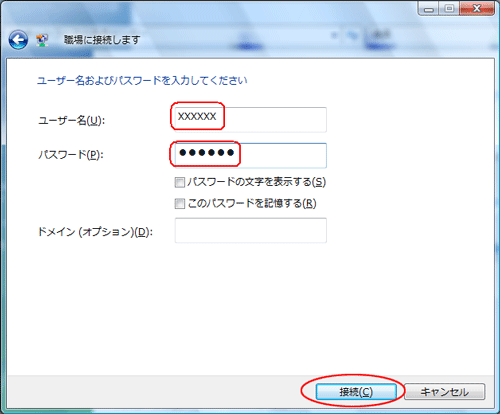 職場に接続します
ユーザー名およびパスワードを入力してください
ユーザー名(U): XXXXXX
パスワード(P): ●●●●●●
パスワードの文字を表示する(S)
このパスワードを記憶する(R)
ドメイン (オプション)(D):
接続(C) キャンセル